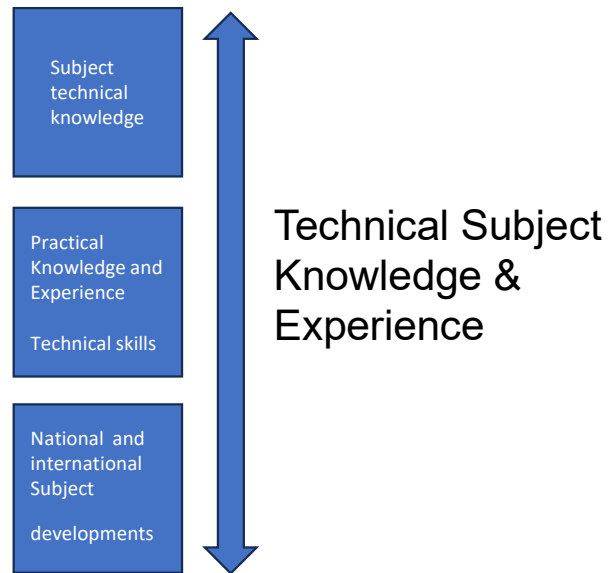 Subject
technical
knowledge
Practical
Knowledge and
Experience
Technical skills
National and
international
Subject
developments
Technical Subject
Knowledge &
Experience